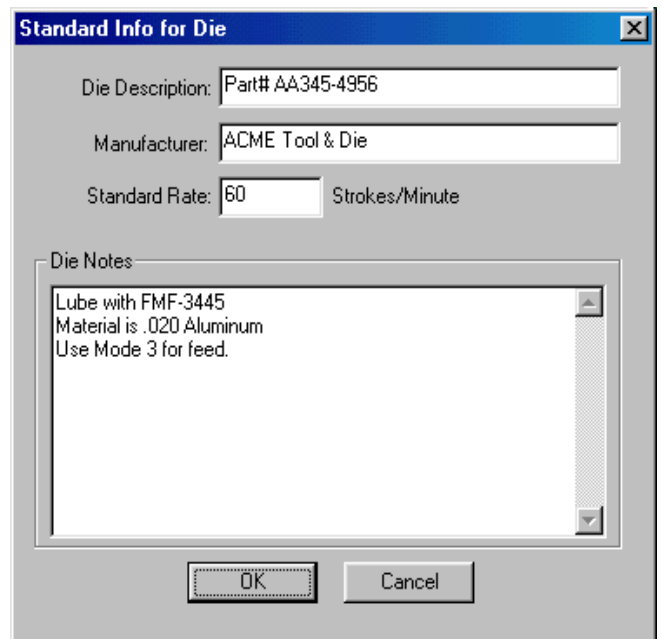 Standard Info for Die
Die Description: Part# AA345-4956
Manufacturer: ACME Tool & Die
Standard Rate: 60 Strokes/Minute
Die Notes
Lube with FMF-3445
Material is .020 Aluminum
Use Mode 3 for feed.
OK Cancel